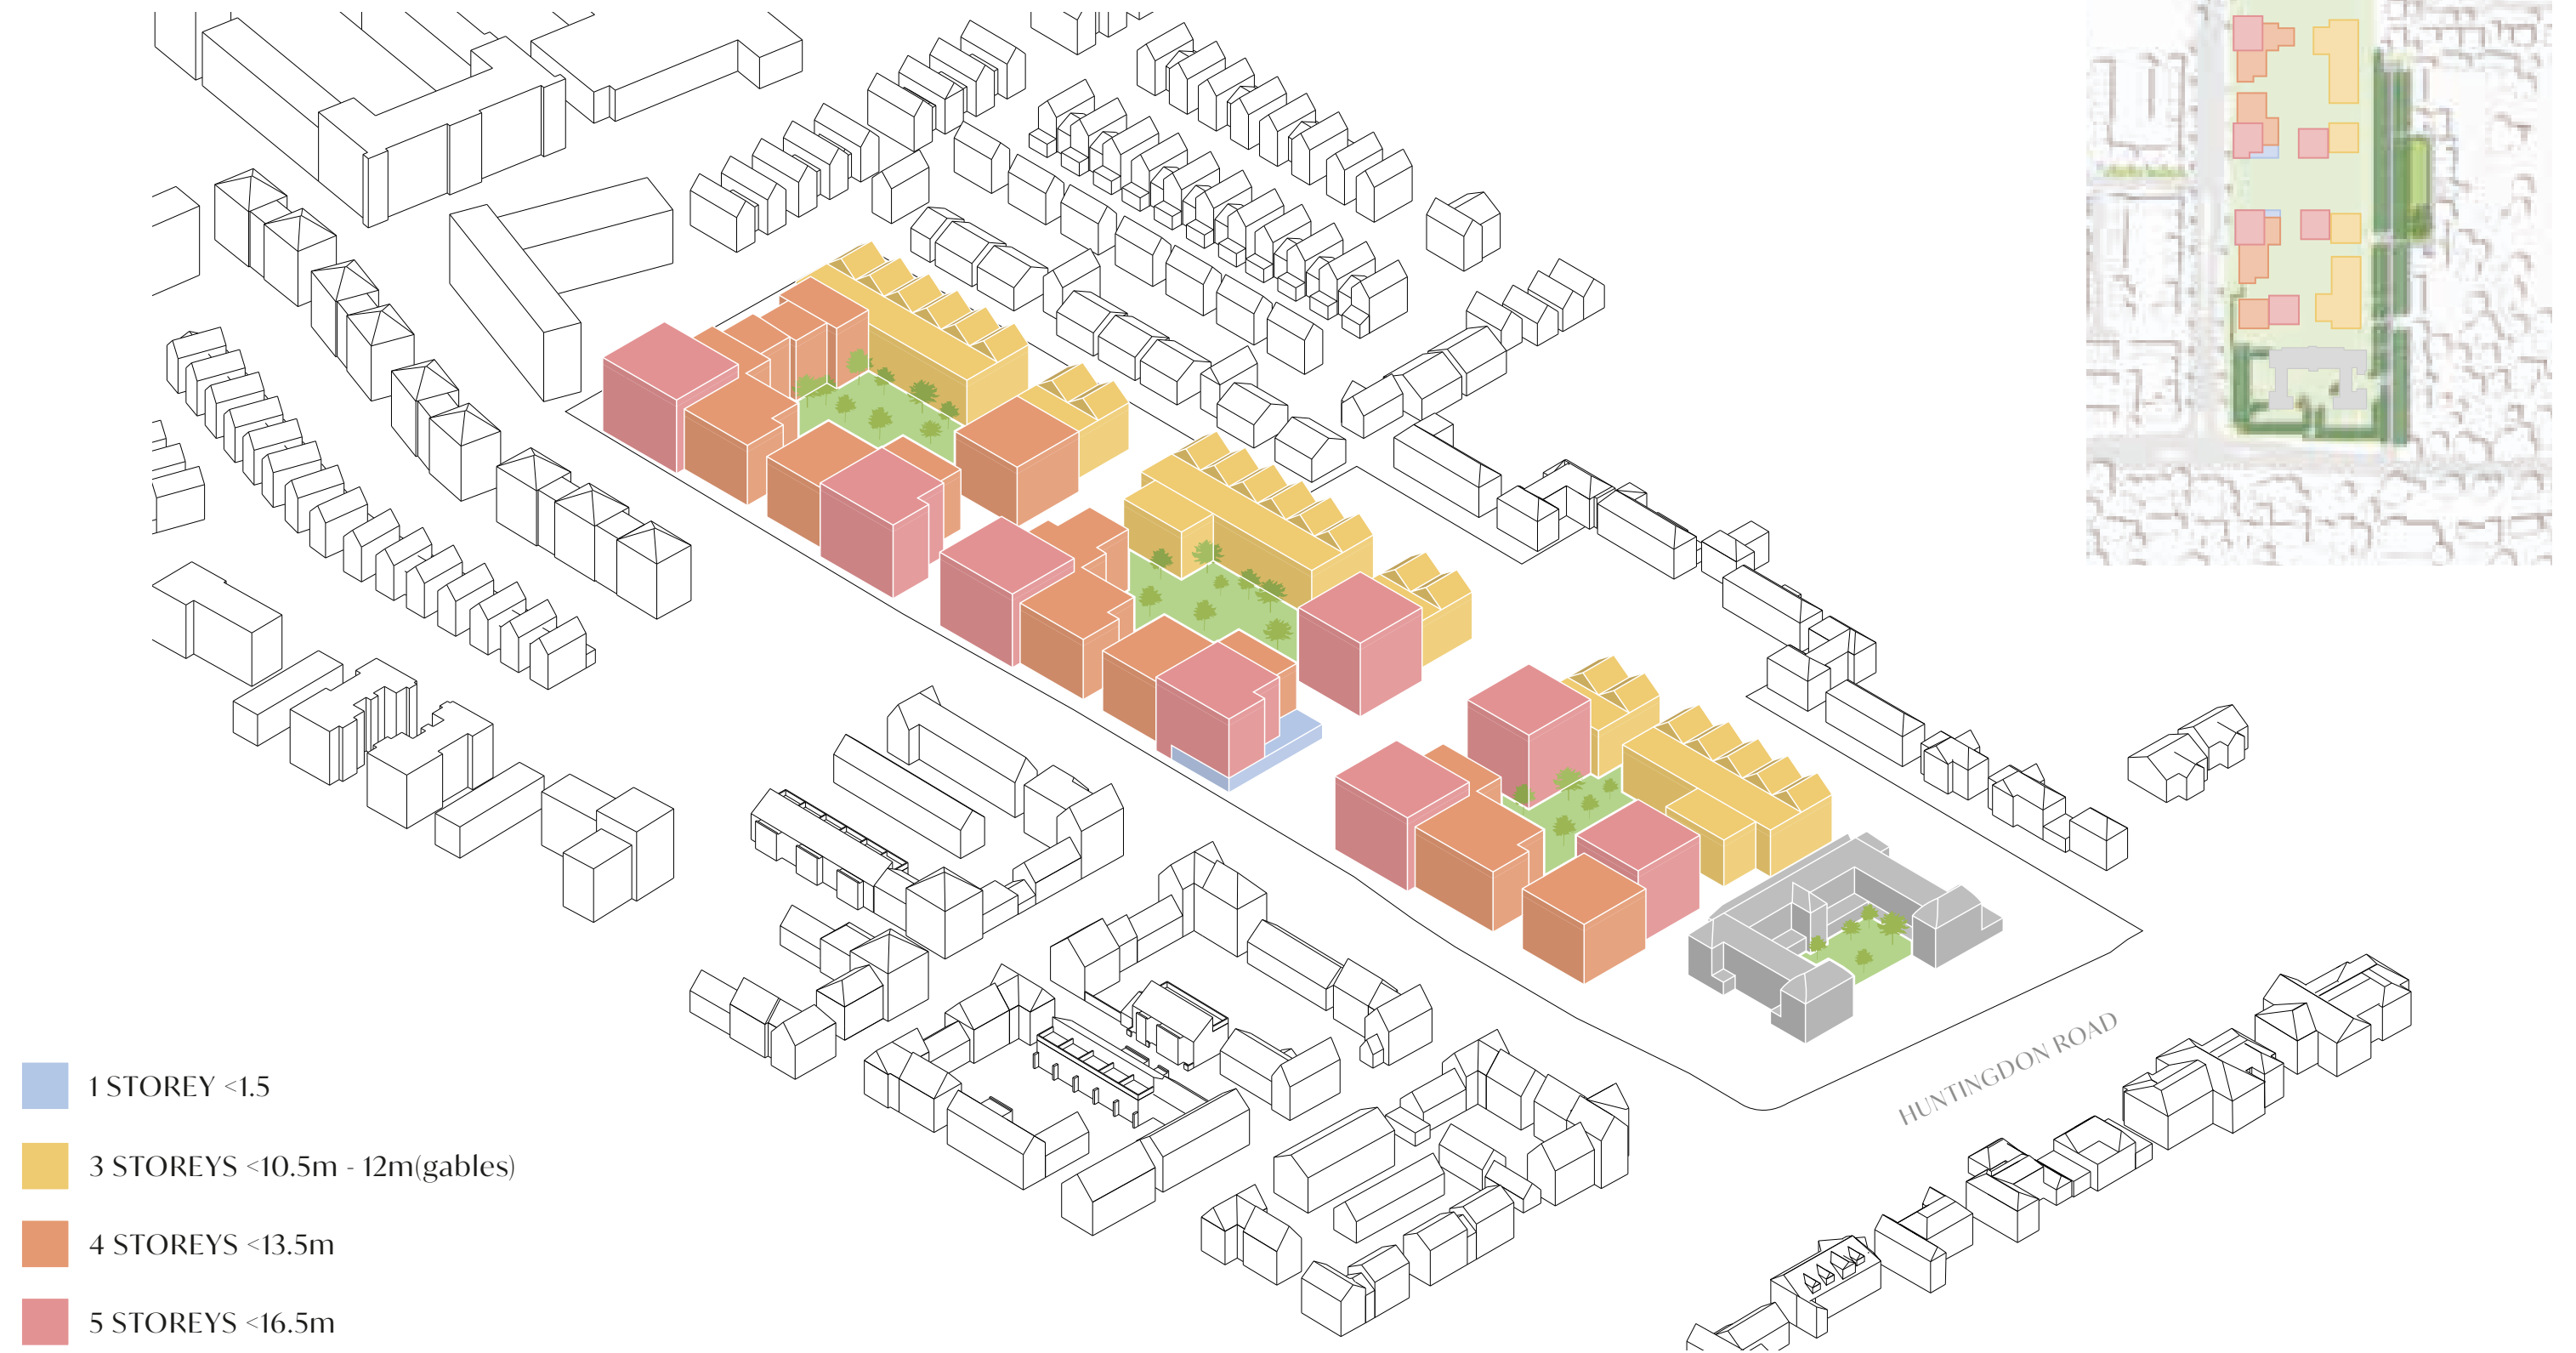 HUNTINGDON ROAD
1 STOREY <1.5
3 STOREYS <10.5m - 12m(gables)
4 STOREYS <13.5m
5 STOREYS <16.5m